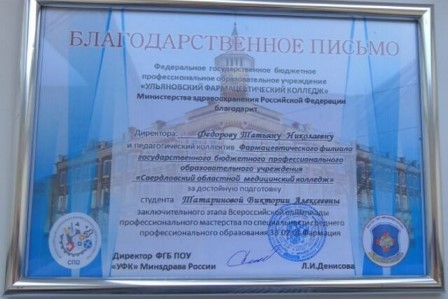 БЛАГОДАРСТВЕННОЕ ПИСЬМО
Федеральное государственное бюджетное
профессиональное образовательное учреждение
«УЛЬЯНОВСКИЙ ФАРМАЦЕВТИЧЕСКИЙ КОЛЛЕДЖ»
Министерства здравоохранения Российской Федерации
благодарит
Директора: Федорову Татьяну Николаевну
и педагогический коллектив Фармацевтического филиала
государственного бюджетного профессионального
образовательного учреждения
«Свердловский областной медицинский колледж»
за достойную подготовку
студента Татариновой Виктории Алексеевны
заключительного этапа Всероссийской олимпиады
профессионального мастерства по специальности среднего
профессионального образования 33.02.01 Фармация
Директор ФГБ ПОУ
«УФК» Минздрава России Л.И.Денисова
СПО